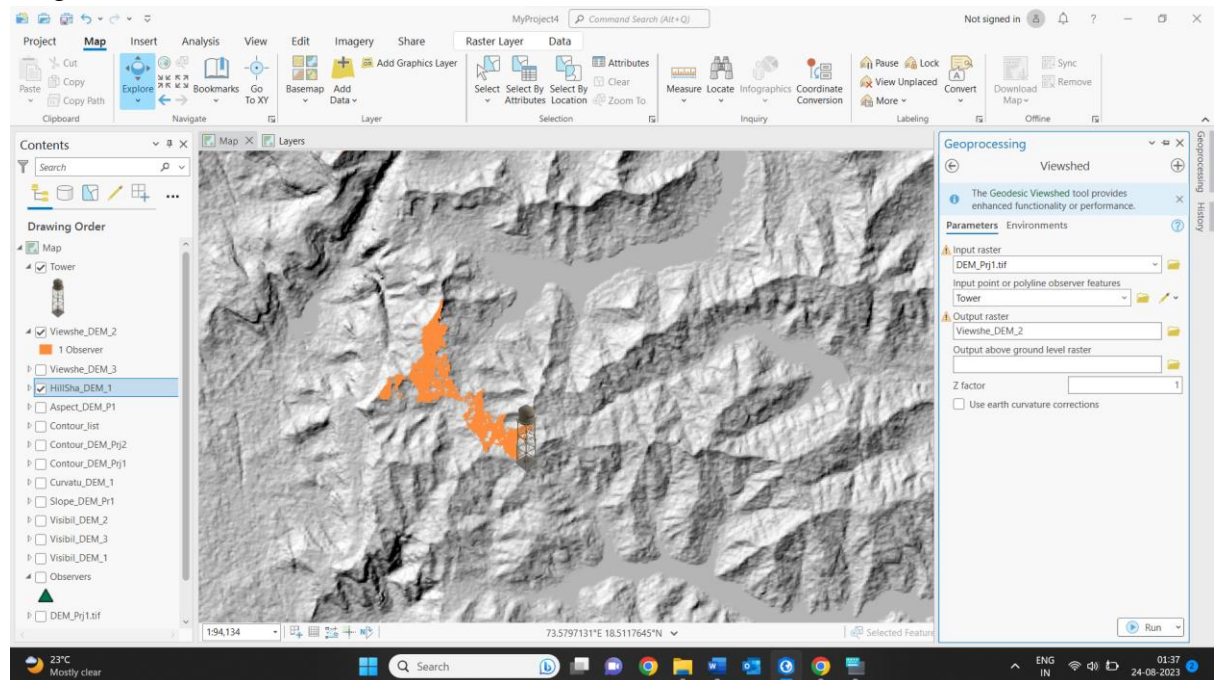 MyProject4
Command Search (Alt+Q)
Not signed in
?
Project Map Insert Analysis View Edit Imagery Share Raster Layer Data
Paste
Cut
Copy
Copy Path
Clipboard
Explore
Bookmarks
Go To XY
Navigate
Basemap
Add Data
Add Graphics Layer
Layer
Select
Select By Attributes
Select By Location
Attributes
Clear
Zoom To
Selection
Measure
Locate
Infographics
Coordinate Conversion
Inquiry
Pause
Lock
View Unplaced
More
Convert
Labeling
Download Map
Sync
Remove
Offline
Contents
Search
Drawing Order
Map
Tower
Viewshe_DEM_2
1 Observer
Viewshe_DEM_3
HillSha_DEM_1
Aspect_DEM_P1
Contour_list
Contour_DEM_Prj2
Contour_DEM_Prj1
Curvatu_DEM_1
Slope_DEM_Pr1
Visibil_DEM_2
Visibil_DEM_3
Visibil_DEM_1
Observers
DEM_Prj1.tif
Map
Layers
1:94,134
73.5797131°E 18.5117645°N
Selected Feature
Geoprocessing
Viewshed
The Geodesic Viewshed tool provides
enhanced functionality or performance.
Parameters Environments
?
Input raster
DEM_Prj1.tif
Input point or polyline observer features
Tower
Output raster
Viewshe_DEM_2
Output above ground level raster
Z factor
1
Use earth curvature corrections
Run
Geoprocessing
History
23°C
Mostly clear
Search
ENG
IN
01:37
24-08-2023
2